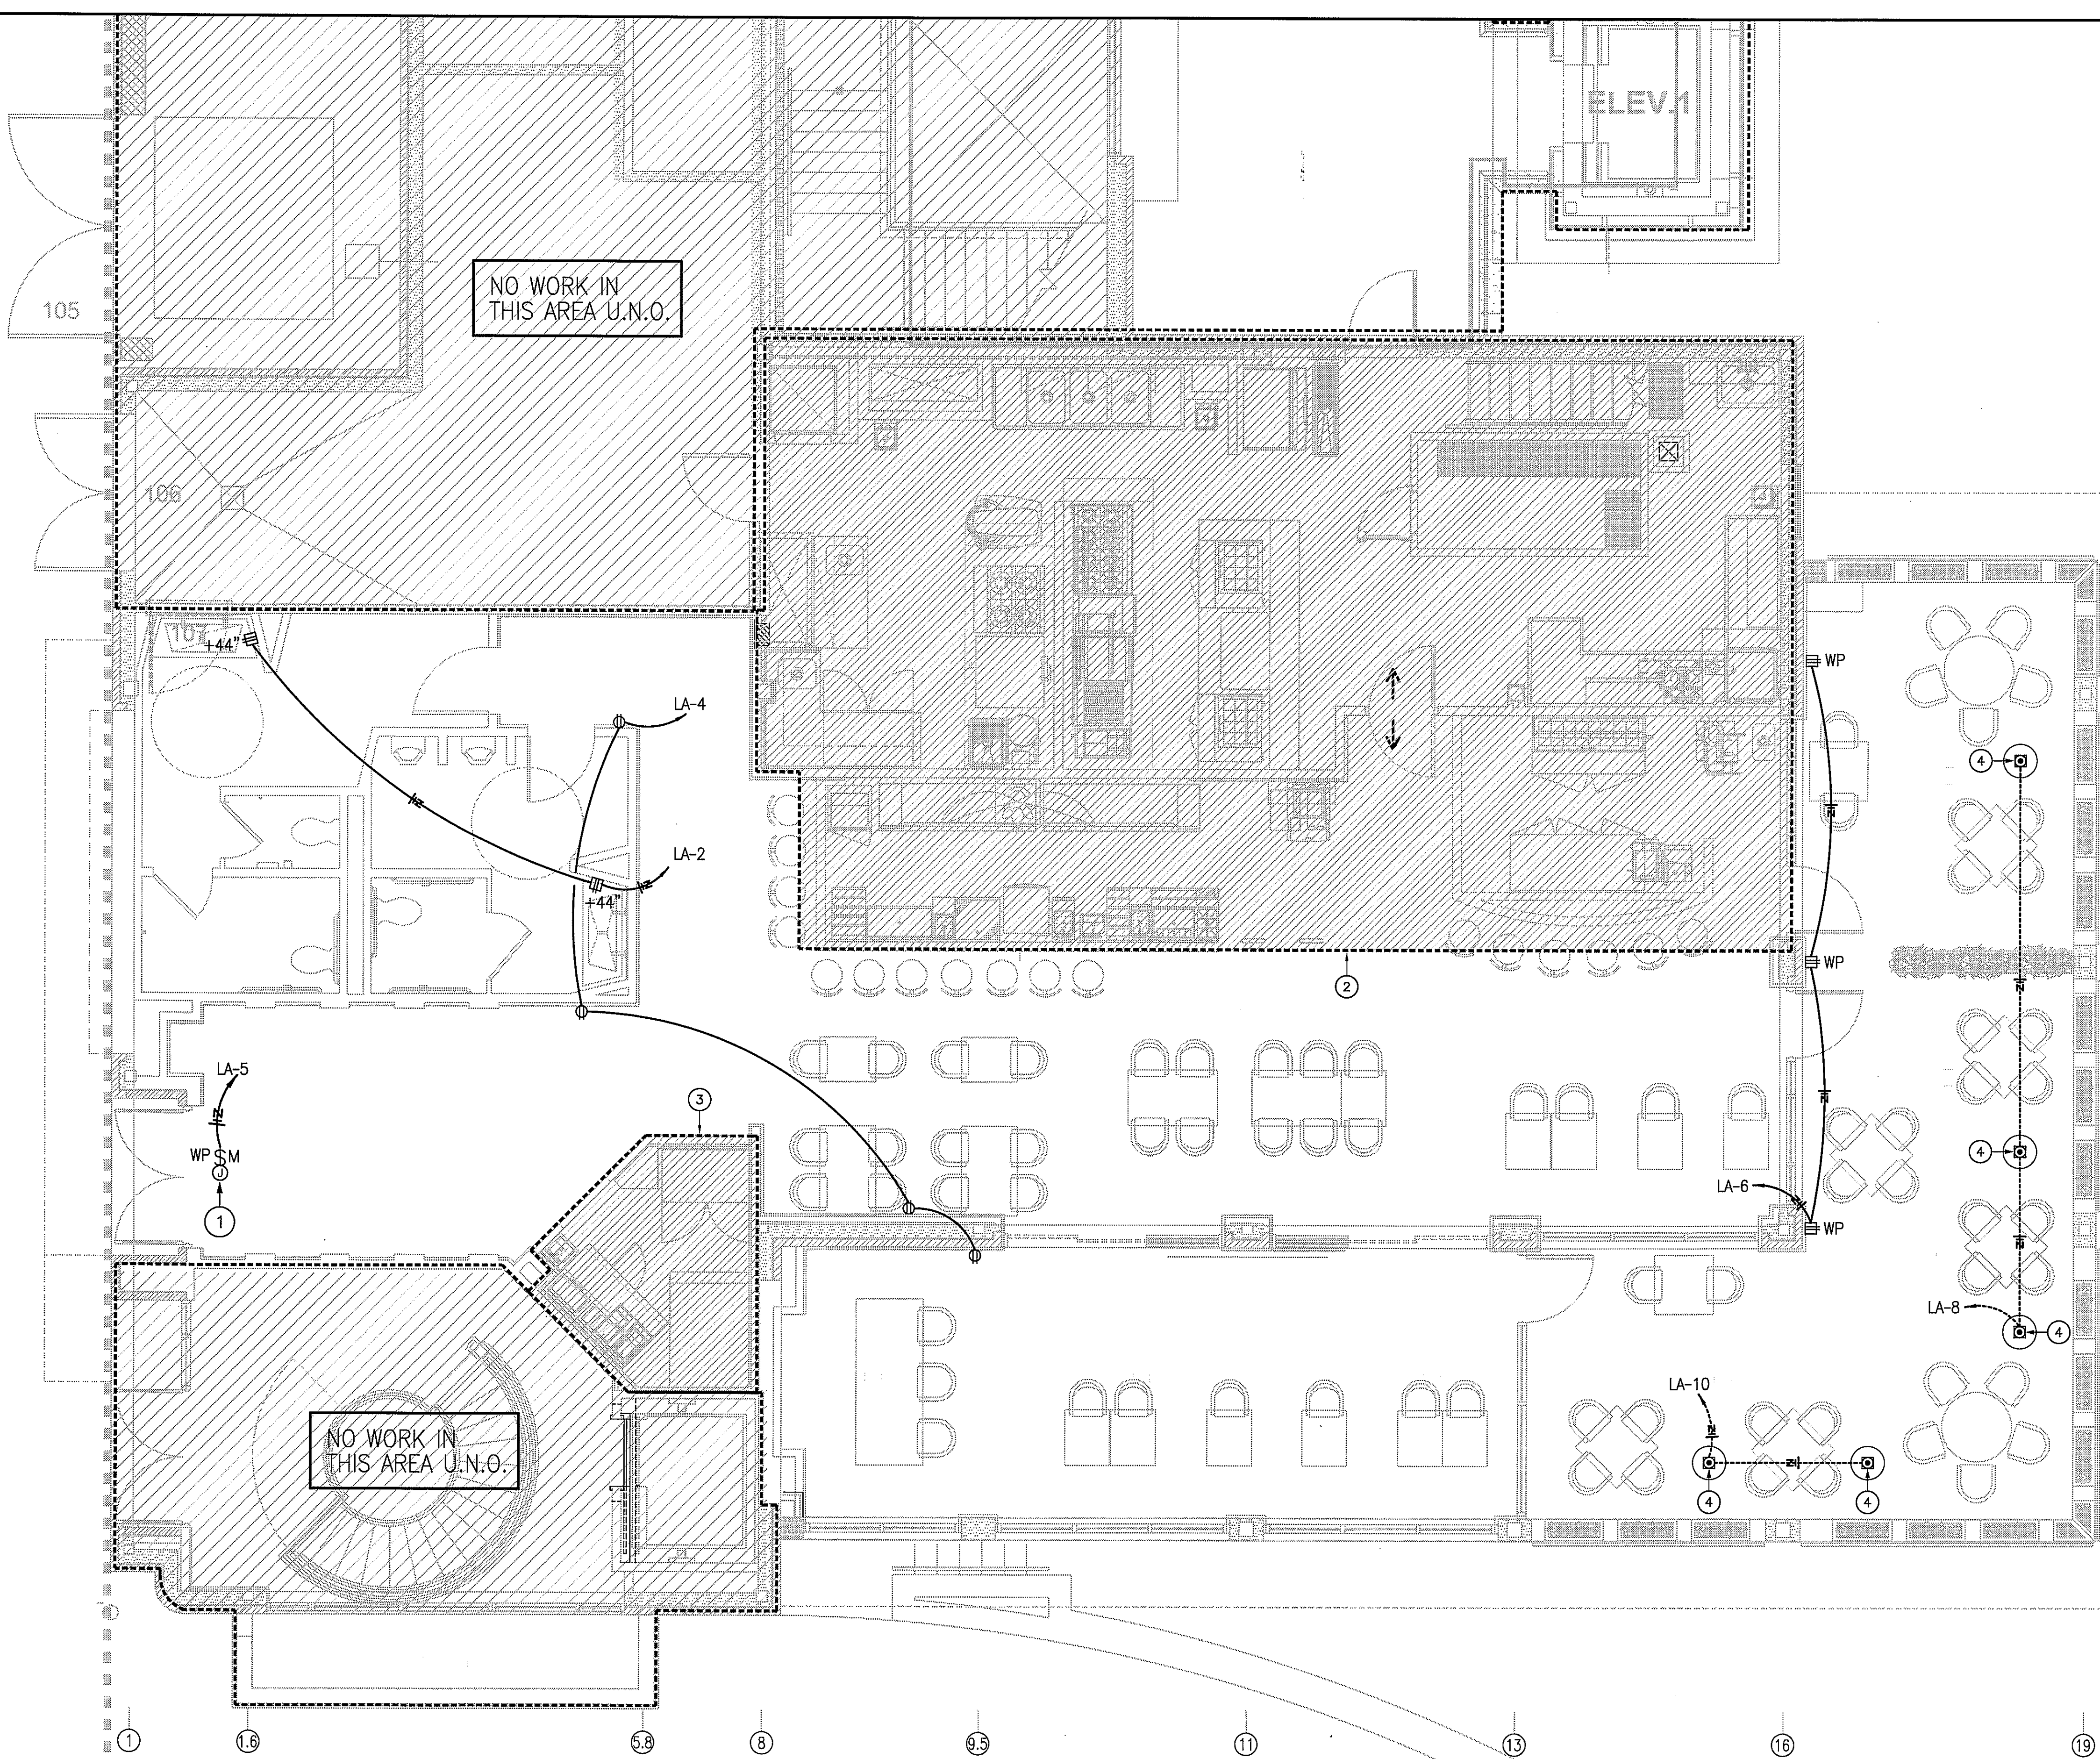 ELEV.1
NO WORK IN
THIS AREA U.N.O.
105
106
107
+44"
LA-4
LA-2
+44"
WP
WP
WP
LA-6
2
4
4
4
LA-8
LA-5
WP
S
M
J
1
3
NO WORK IN
THIS AREA U.N.O.
LA-10
4
4
1
1.6
5.8
8
9.5
11
13
16
19